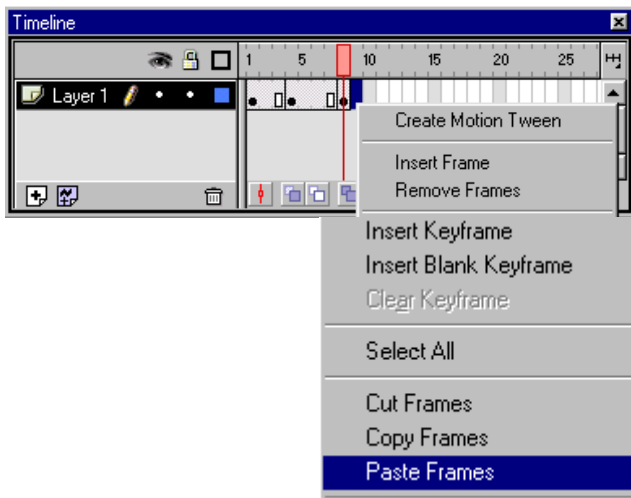 Timeline
1 5 10 15 20 25
Layer 1
Create Motion Tween
Insert Frame
Remove Frames
Insert Keyframe
Insert Blank Keyframe
Clear Keyframe
Select All
Cut Frames
Copy Frames
Paste Frames